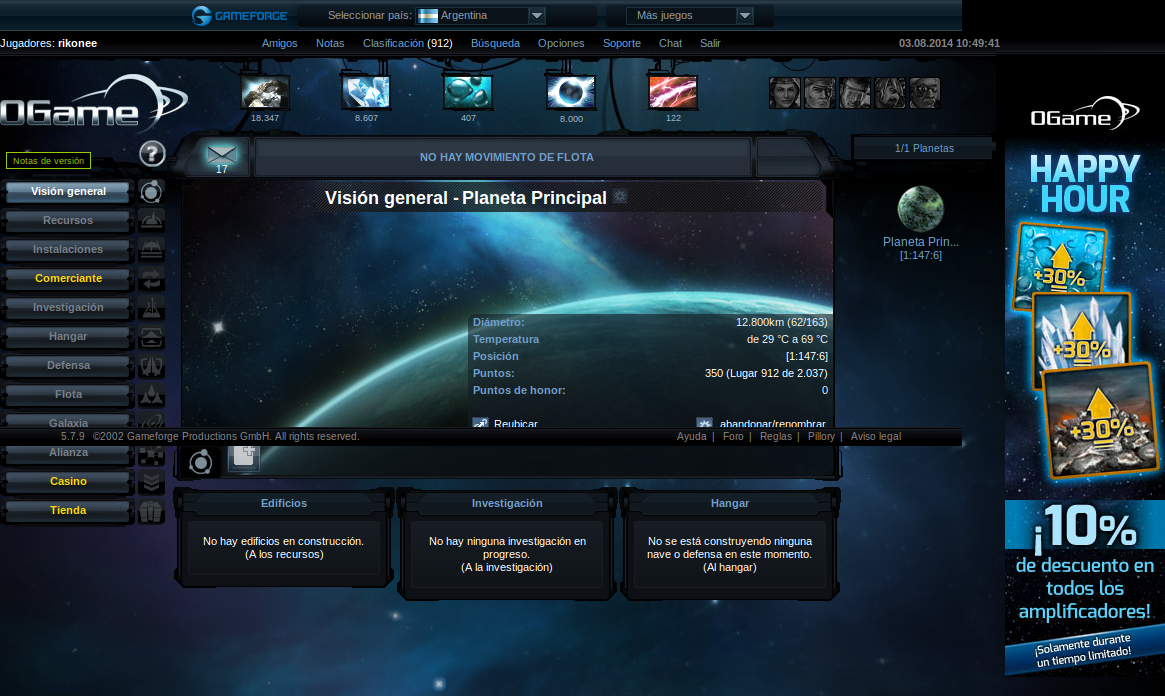 GAMEFORGE
Seleccionar país: Argentina
Más juegos
Jugadores: rikonee
Amigos Notas Clasificación (912) Búsqueda Opciones Soporte Chat Salir
03.08.2014 10:49:41
OGame
18.347 8.607 407 8.000 122
Notas de versión
?
17
NO HAY MOVIMIENTO DE FLOTA
1/1 Planetas
Visión general
Recursos
Instalaciones
Comerciante
Investigación
Hangar
Defensa
Flota
Galaxia
Alianza
Casino
Tienda
Visión general - Planeta Principal
Diámetro: 12.800km (62/163)
Temperatura de 29 °C a 69 °C
Posición [1:147:6]
Puntos: 350 (Lugar 912 de 2.037)
Puntos de honor: 0
Reubicar abandonar/renombrar
Planeta Prin...
[1:147:6]
5.7.9 ©2002 Gameforge Productions GmbH. All rights reserved.
Ayuda | Foro | Reglas | Pillory | Aviso legal
Edificios
No hay edificios en construcción.
(A los recursos)
Investigación
No hay ninguna investigación en
progreso.
(A la investigación)
Hangar
No se está construyendo ninguna
nave o defensa en este momento.
(Al hangar)
OGame
HAPPY
HOUR
+30%
+30%
+30%
¡10%
de descuento en
todos los
amplificadores!
¡Solamente durante
un tiempo limitado!